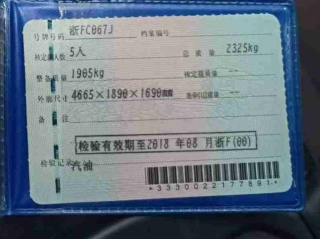 号牌号码 浙FC067J 档案编号
核定载人数 5人 总质量 2325kg
整备质量 1905kg 核定载质量 --
外廓尺寸 4665×1890×1690mm 准牵引总质量 --
备注
检验有效期至2018年08月浙F(00)
检验记录 汽油
*3330022177891*